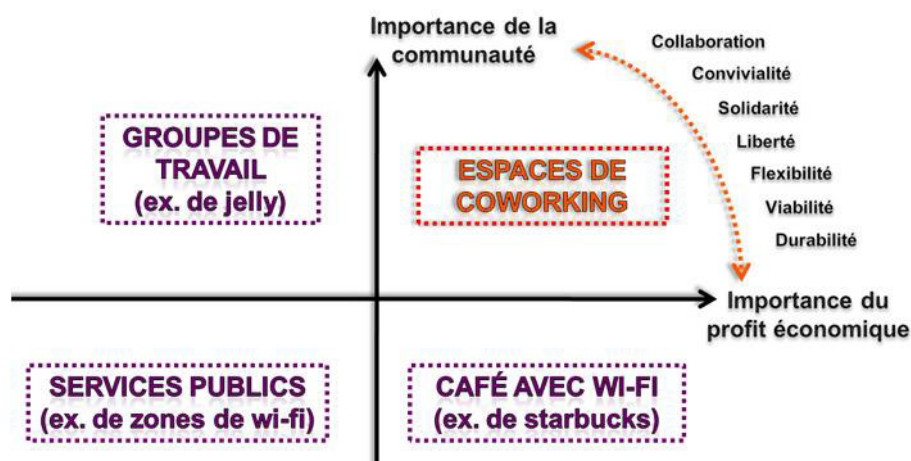 Importance de la
communauté
Collaboration
Convivialité
Solidarité
Liberté
Flexibilité
Viabilité
Durabilité
GROUPES DE
TRAVAIL
(ex. de jelly)
ESPACES DE
COWORKING
Importance du
profit économique
SERVICES PUBLICS
(ex. de zones de wi-fi)
CAFÉ AVEC WI-FI
(ex. de starbucks)